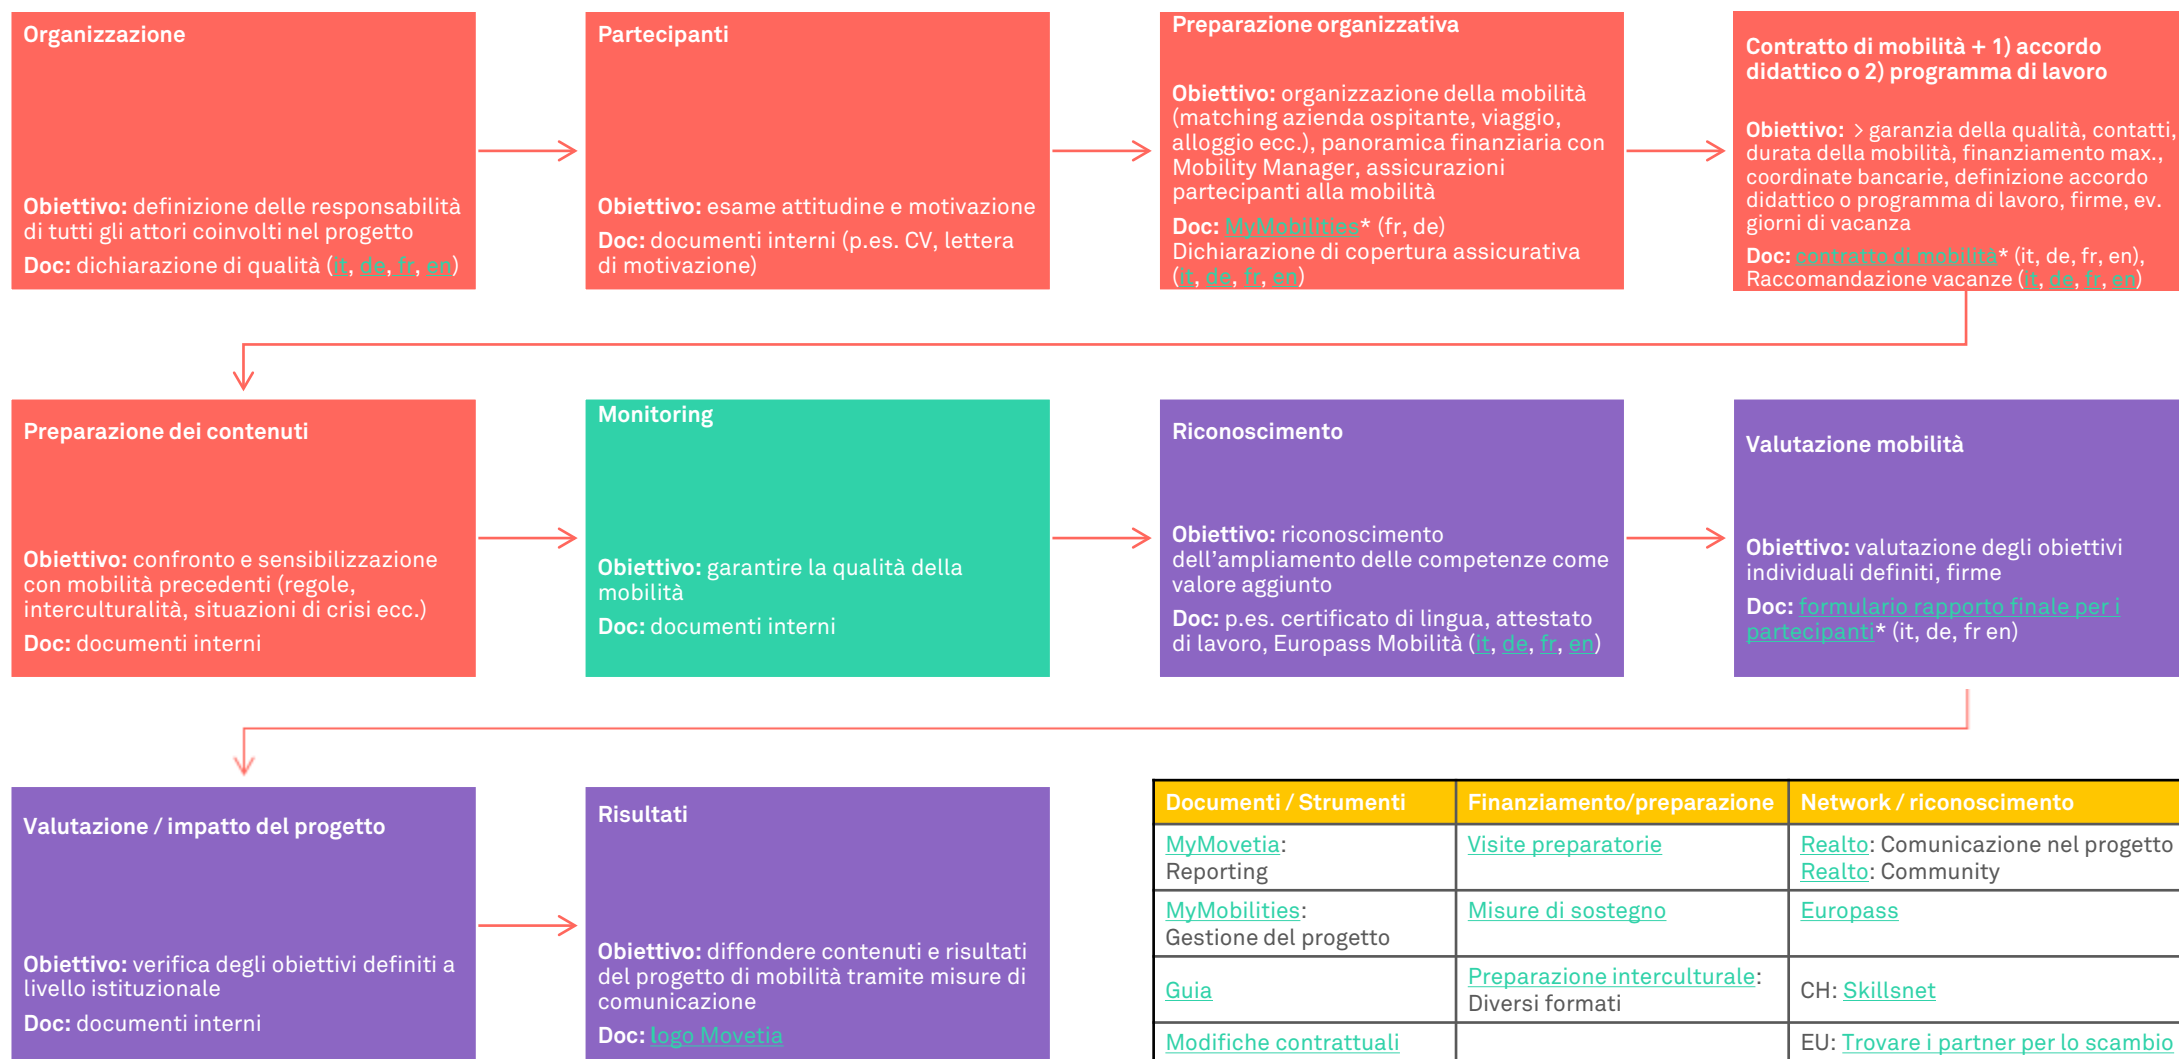 Organizzazione
Obiettivo: definizione delle responsabilità
di tutti gli attori coinvolti nel progetto
Doc: dichiarazione di qualità (it, de, fr, en)
Partecipanti
Obiettivo: esame attitudine e motivazione
Doc: documenti interni (p.es. CV, lettera
di motivazione)
Preparazione organizzativa
Obiettivo: organizzazione della mobilità
(matching azienda ospitante, viaggio,
alloggio ecc.), panoramica finanziaria con
Mobility Manager, assicurazioni
partecipanti alla mobilità
Doc: MyMobilities* (fr, de)
Dichiarazione di copertura assicurativa
(it, de, fr, en)
Contratto di mobilità + 1) accordo
didattico o 2) programma di lavoro
Obiettivo: > garanzia della qualità, contatti,
durata della mobilità, finanziamento max.,
coordinate bancarie, definizione accordo
didattico o programma di lavoro, firme, ev.
giorni di vacanza
Doc: contratto di mobilità* (it, de, fr, en),
Raccomandazione vacanze (it, de, fr, en)
Preparazione dei contenuti
Obiettivo: confronto e sensibilizzazione
con mobilità precedenti (regole,
interculturalità, situazioni di crisi ecc.)
Doc: documenti interni
Monitoring
Obiettivo: garantire la qualità della
mobilità
Doc: documenti interni
Riconoscimento
Obiettivo: riconoscimento
dell'ampliamento delle competenze come
valore aggiunto
Doc: p.es. certificato di lingua, attestato
di lavoro, Europass Mobilità (it, de, fr, en)
Valutazione mobilità
Obiettivo: valutazione degli obiettivi
individuali definiti, firme
Doc: formulario rapporto finale per i
partecipanti* (it, de, fr en)
Valutazione / impatto del progetto
Obiettivo: verifica degli obiettivi definiti a
livello istituzionale
Doc: documenti interni
Risultati
Obiettivo: diffondere contenuti e risultati
del progetto di mobilità tramite misure di
comunicazione
Doc: logo Movetia
Documenti / Strumenti
Finanziamento/preparazione
Network / riconoscimento
MyMovetia:
Reporting
Visite preparatorie
Realto: Comunicazione nel progetto
Realto: Community
MyMobilities:
Gestione del progetto
Misure di sostegno
Europass
Guia
Preparazione interculturale:
Diversi formati
CH: Skillsnet
Modifiche contrattuali
EU: Trovare i partner per lo scambio